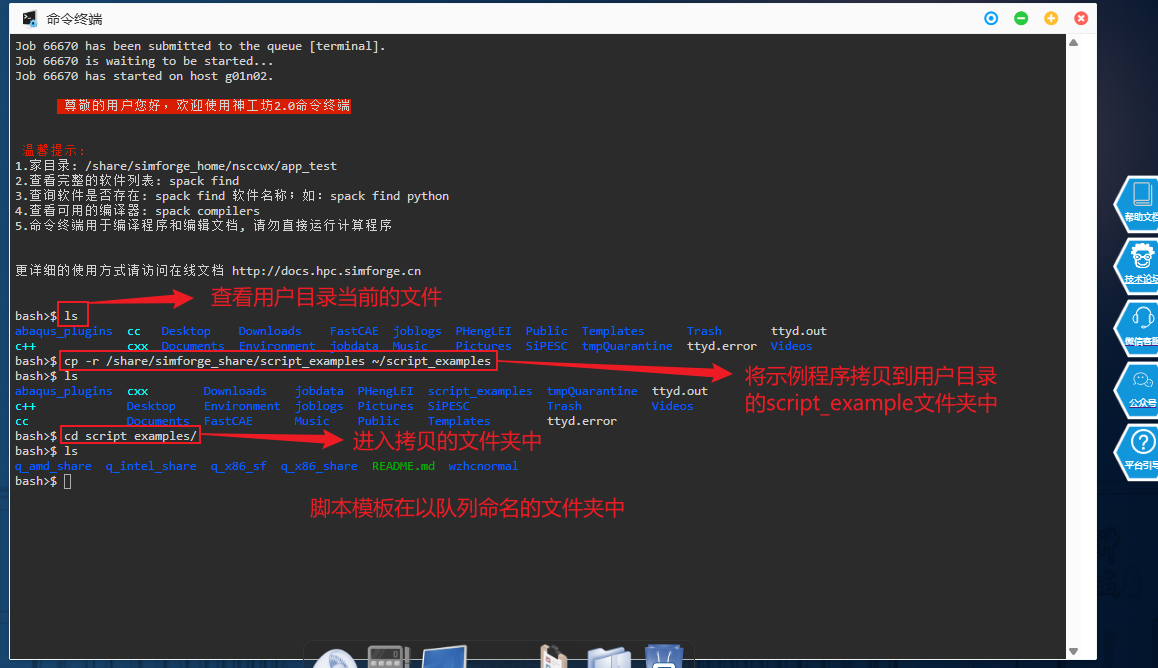 命令终端
Job 66670 has been submitted to the queue [terminal].
Job 66670 is waiting to be started...
Job 66670 has started on host g01n02.
尊敬的用户您好，欢迎使用神工坊2.0命令终端
温馨提示:
1.家目录: /share/simforge_home/nsccwx/app_test
2.查看完整的软件列表: spack find
3.查询软件是否存在: spack find 软件名称；如: spack find python
4.查看可用的编译器: spack compilers
5.命令终端用于编译程序和编辑文档, 请勿直接运行计算程序
更详细的使用方式请访问在线文档 http://docs.hpc.simforge.cn
查看用户目录当前的文件
bash>$ ls
abaqus_plugins cc Desktop Downloads FastCAE joblogs PHengLEI Public Templates Trash ttyd.out
c++ cxx Documents Environment jobdata Music Pictures SiPESC tmpQuarantine ttyd.error Videos
bash>$ cp -r /share/simforge_share/script_examples ~/script_examples
bash>$ ls
将示例程序拷贝到用户目录
的script_example文件夹中
abaqus_plugins cxx Downloads jobdata PHengLEI script_examples tmpQuarantine ttyd.out
c++ Desktop Environment joblogs Pictures SiPESC Trash Videos
cc Documents FastCAE Music Public Templates ttyd.error
bash>$ cd script_examples/
进入拷贝的文件夹中
bash>$ ls
q_amd_share q_intel_share q_x86_sf q_x86_share README.md wzhcnormal
bash>$
脚本模板在以队列命名的文件夹中
帮助文档
技术论坛
微信客服
公众号
平台引导